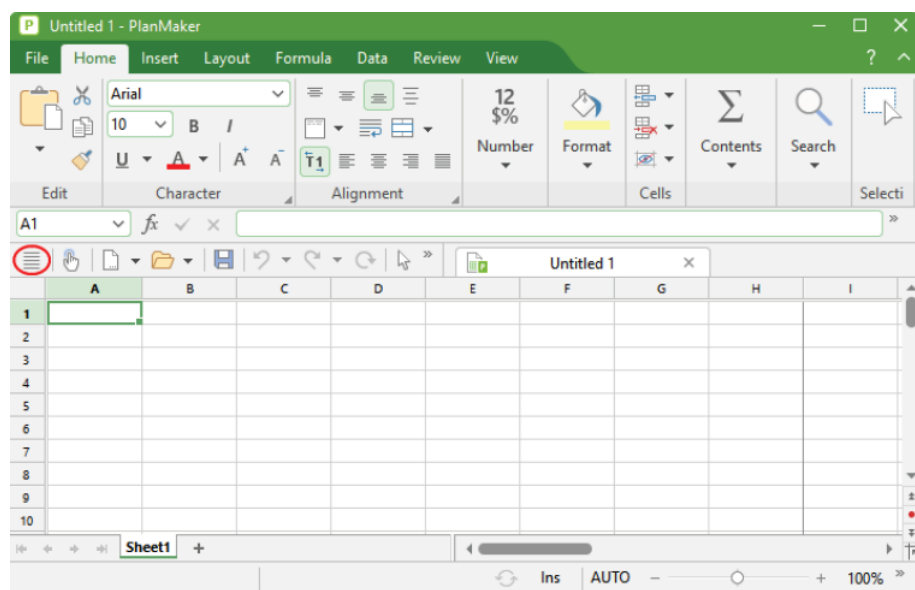 P Untitled 1 - PlanMaker
File Home Insert Layout Formula Data Review View ?
Arial
10 B I
U A A+ A-
12
$%
Number
Format
Contents
Search
Edit Character Alignment Cells Selecti
A1 fx »
» Untitled 1
A B C D E F G H I
1
2
3
4
5
6
7
8
9
10
Sheet1 +
Ins AUTO − + 100% »